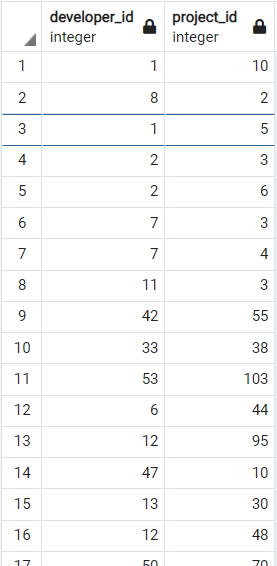 developer_id project_id
integer integer
1 1 10
2 8 2
3 1 5
4 2 3
5 2 6
6 7 3
7 7 4
8 11 3
9 42 55
10 33 38
11 53 103
12 6 44
13 12 95
14 47 10
15 13 30
16 12 48
17 50 70